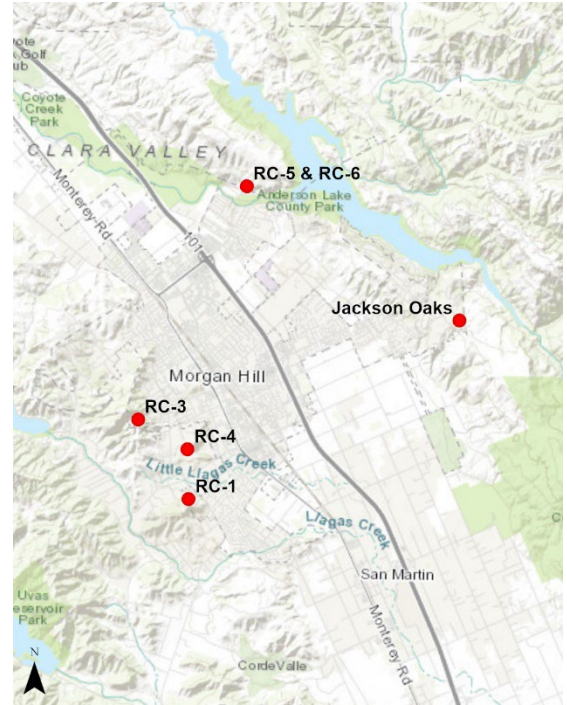 Golf
Coyote
Creek
Park
CLARA VALLEY
Monterey Rd
RC-5 & RC-6
Anderson Lake
County Park
101
Jackson Oaks
Morgan Hill
RC-3
RC-4
Little Llagas Creek
RC-1
Llagas Creek
San Martin
Uvas
Park
Monterey Rd
CordeValle
N